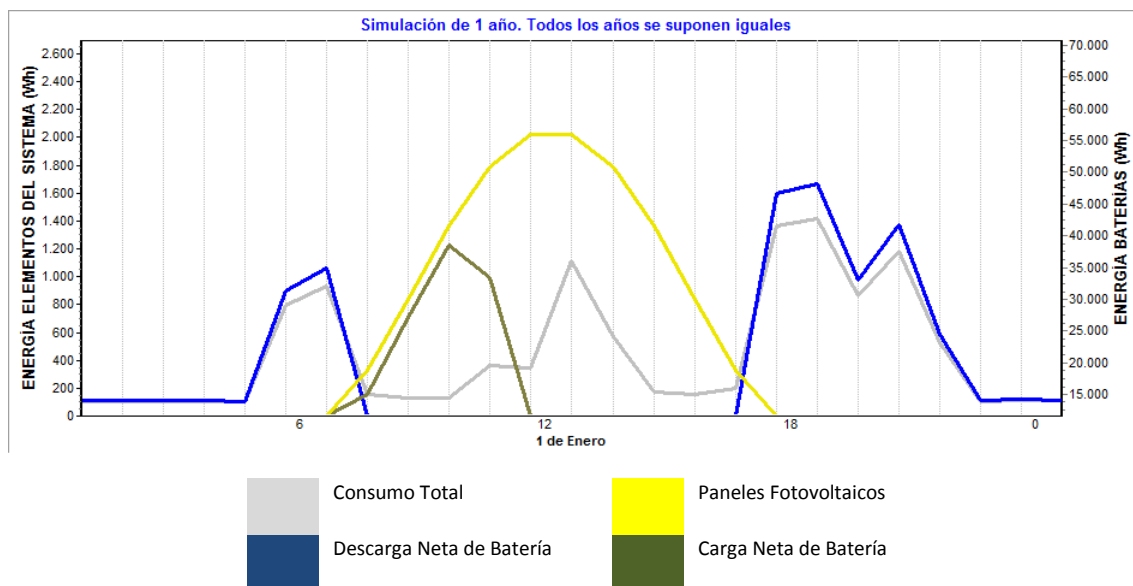 Simulación de 1 año. Todos los años se suponen iguales
ENERGÍA ELEMENTOS DEL SISTEMA (Wh)
2.600
2.400
2.200
2.000
1.800
1.600
1.400
1.200
1.000
800
600
400
200
0
70.000
65.000
60.000
55.000
50.000
45.000
40.000
35.000
30.000
25.000
20.000
15.000
ENERGÍA BATERÍAS (Wh)
6 12 18 0
1 de Enero
Consumo Total
Paneles Fotovoltaicos
Descarga Neta de Batería
Carga Neta de Batería